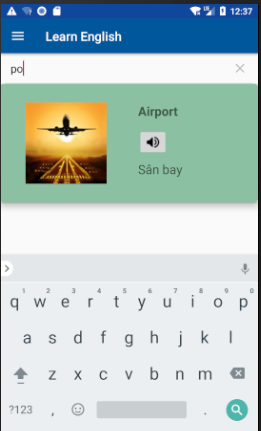 12:37
Learn English
po
Airport
Sân bay
1 2 3 4 5 6 7 8 9 0
q w e r t y u i o p
a s d f g h j k l
z x c v b n m
?123 , .